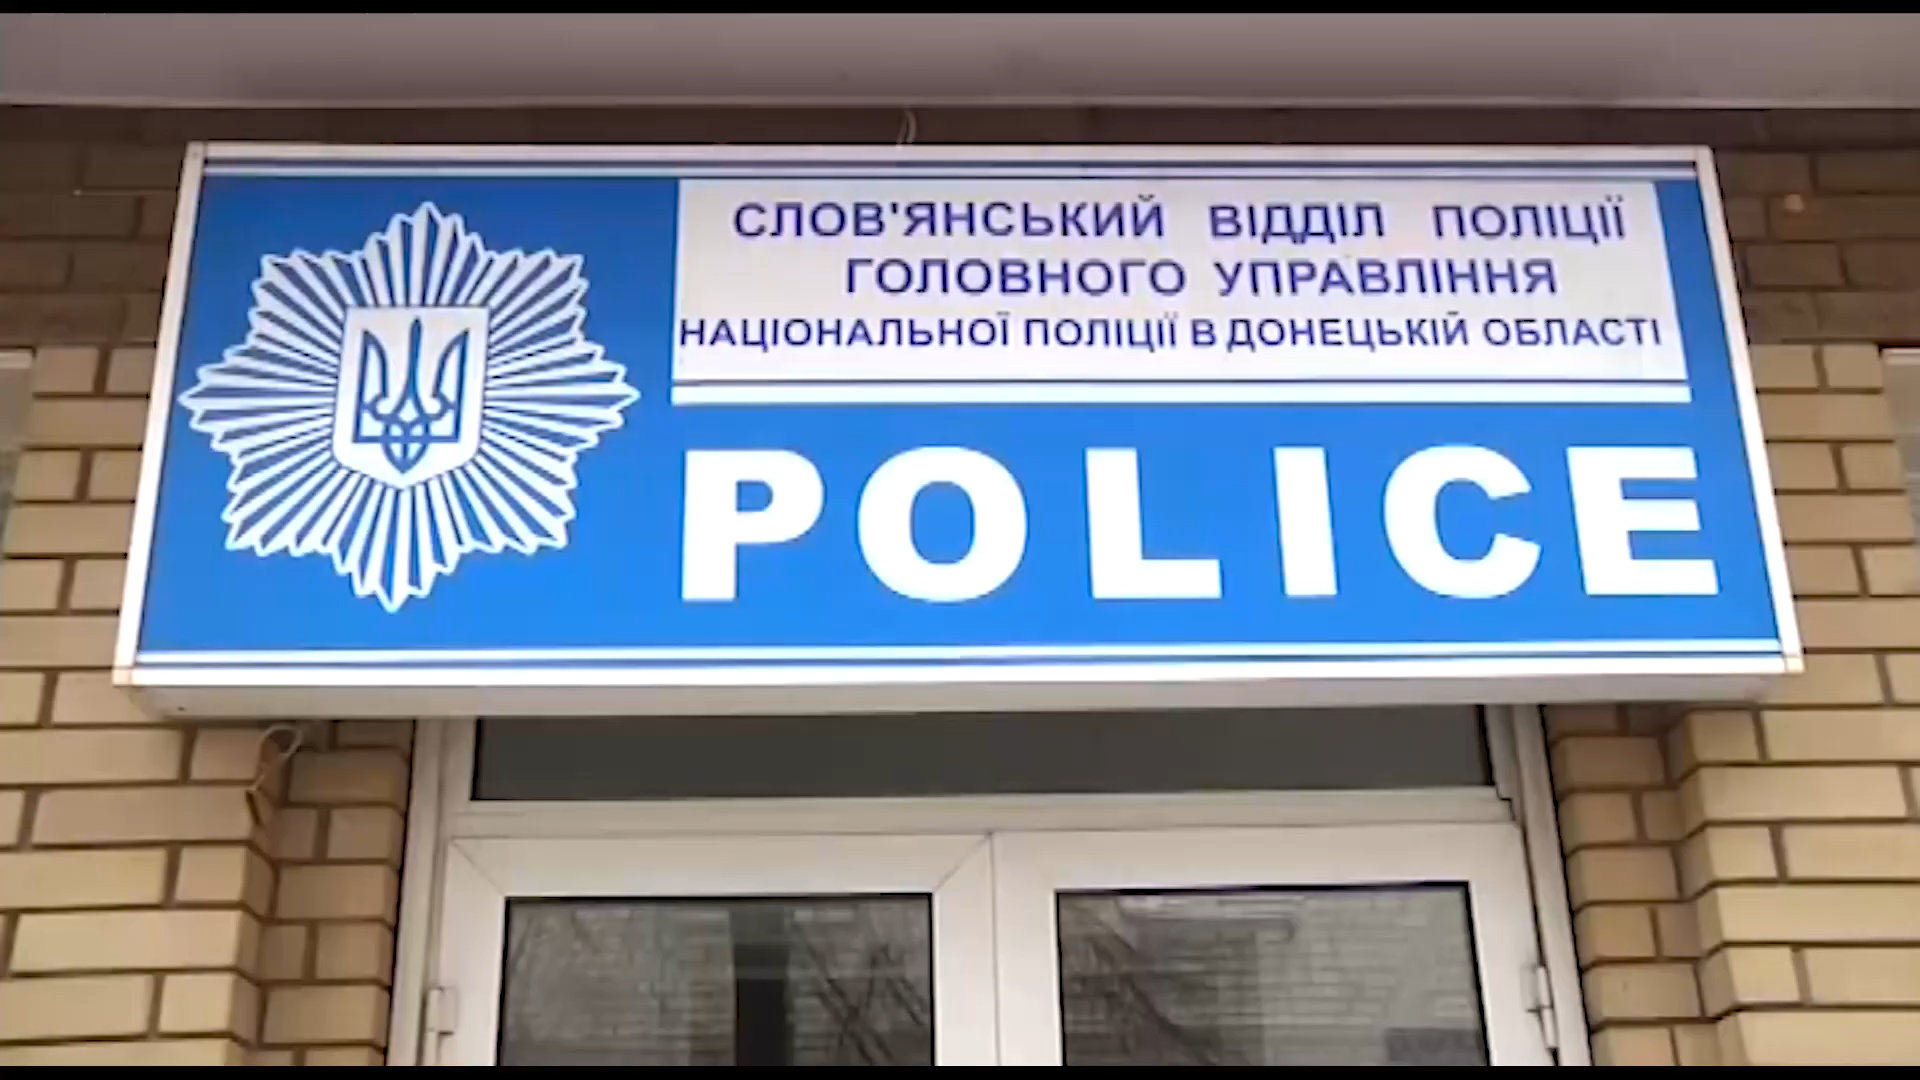 СЛОВ'ЯНСЬКИЙ ВІДДІЛ ПОЛІЦІЇ
ГОЛОВНОГО УПРАВЛІННЯ
НАЦІОНАЛЬНОЇ ПОЛІЦІЇ В ДОНЕЦЬКІЙ ОБЛАСТІ
POLICE